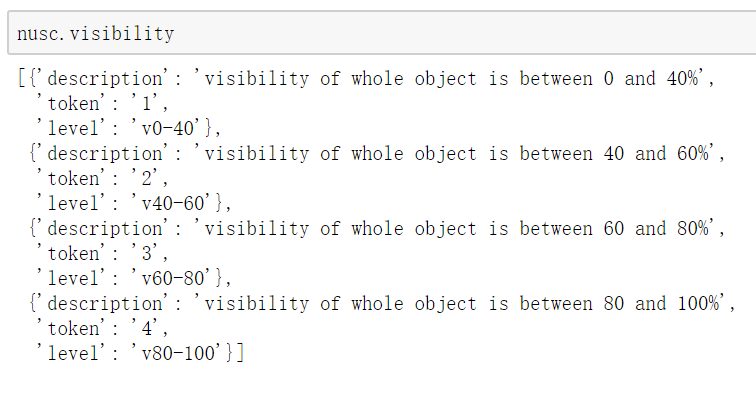 nusc.visibility
[{'description': 'visibility of whole object is between 0 and 40%',
'token': '1',
'level': 'v0-40'},
{'description': 'visibility of whole object is between 40 and 60%',
'token': '2',
'level': 'v40-60'},
{'description': 'visibility of whole object is between 60 and 80%',
'token': '3',
'level': 'v60-80'},
{'description': 'visibility of whole object is between 80 and 100%',
'token': '4',
'level': 'v80-100'}]